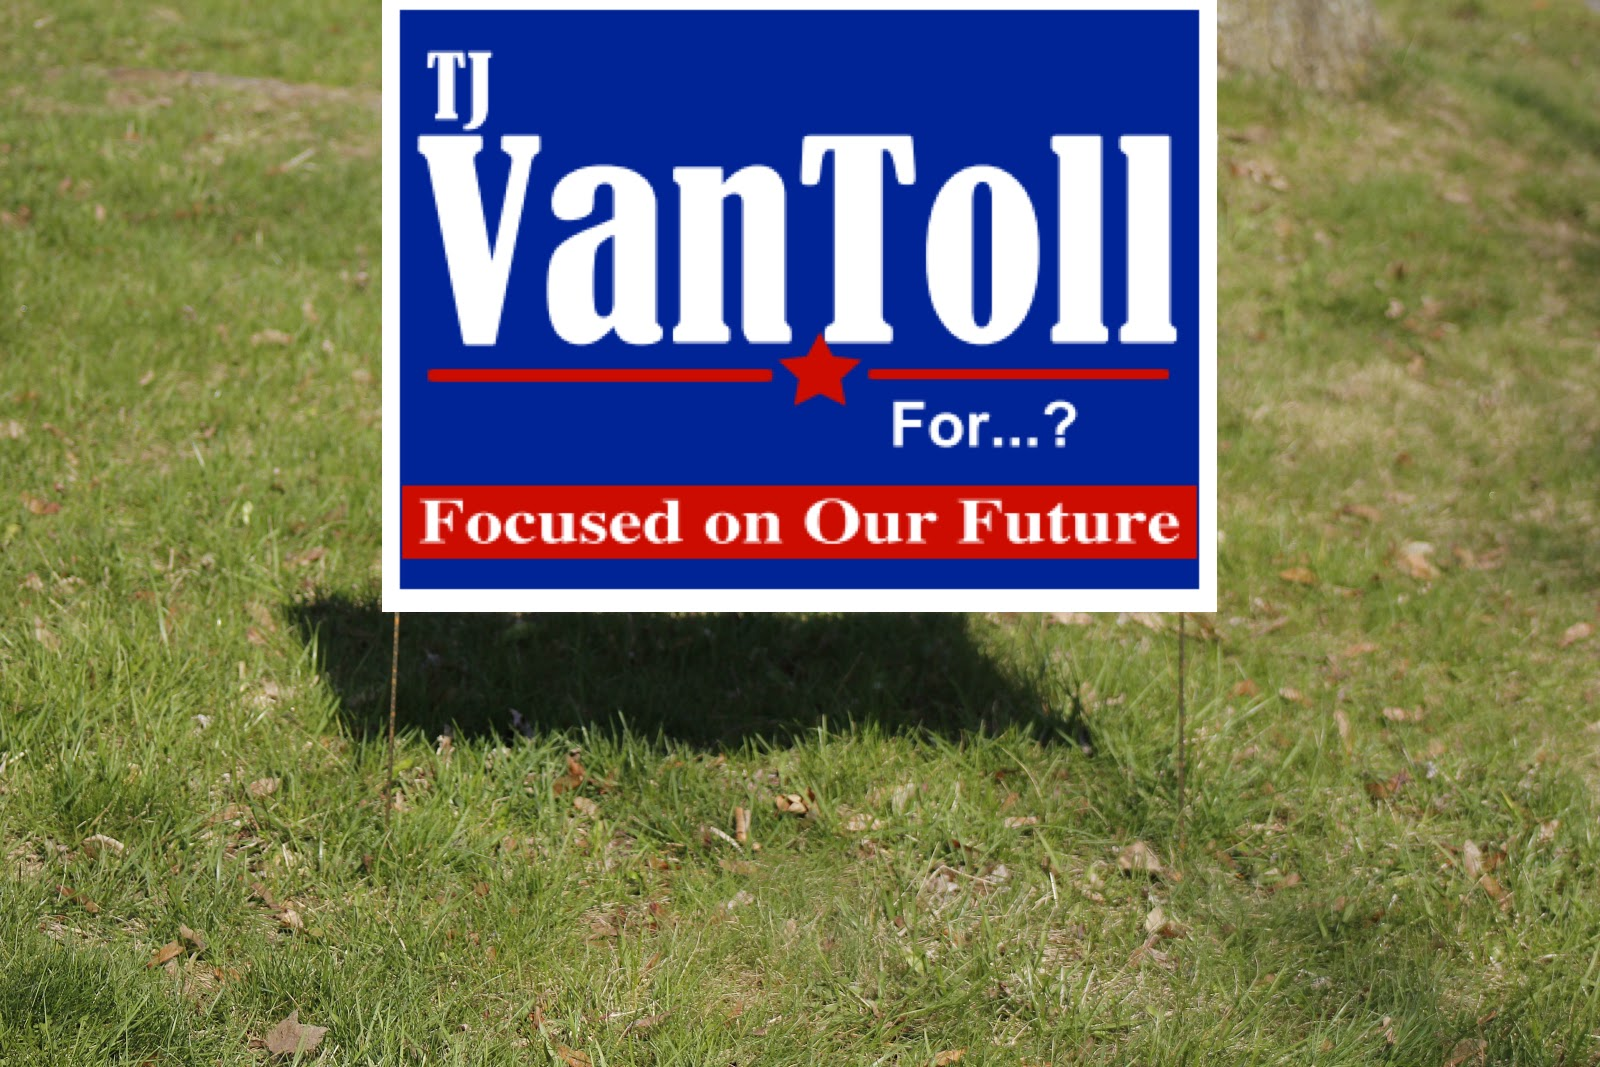 TJ
VanToll
For...?
Focused on Our Future